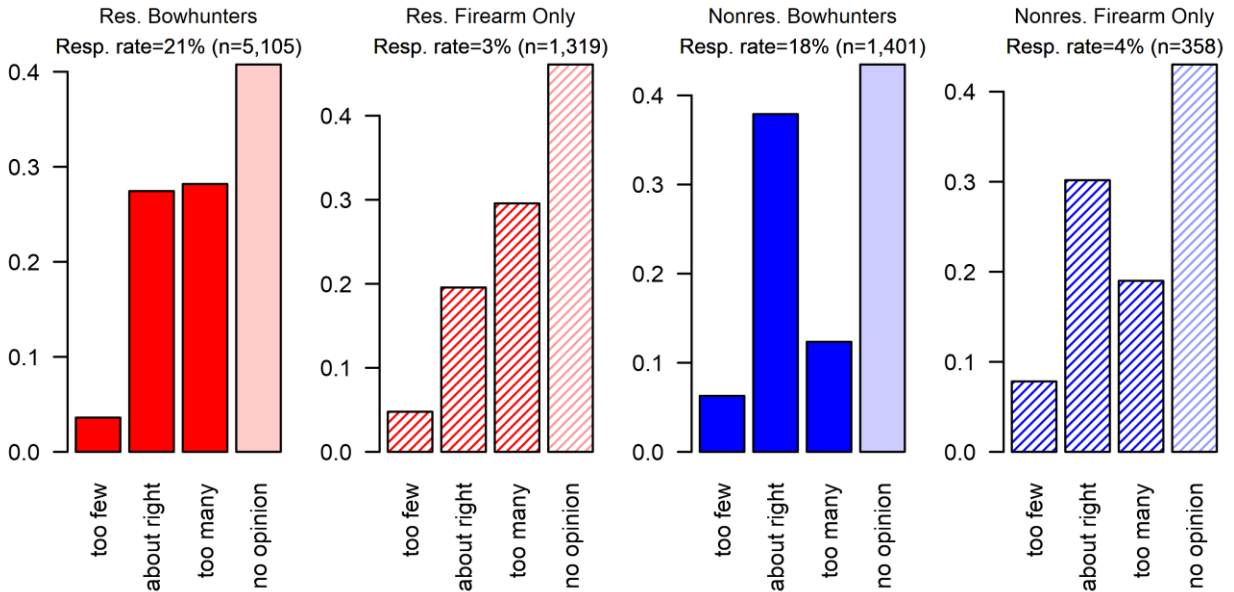 Res. Bowhunters
Resp. rate=21% (n=5,105)
0.4
0.3
0.2
0.1
0.0
too few
about right
too many
no opinion
Res. Firearm Only
Resp. rate=3% (n=1,319)
0.4
0.3
0.2
0.1
0.0
too few
about right
too many
no opinion
Nonres. Bowhunters
Resp. rate=18% (n=1,401)
0.4
0.3
0.2
0.1
0.0
too few
about right
too many
no opinion
Nonres. Firearm Only
Resp. rate=4% (n=358)
0.4
0.3
0.2
0.1
0.0
too few
about right
too many
no opinion